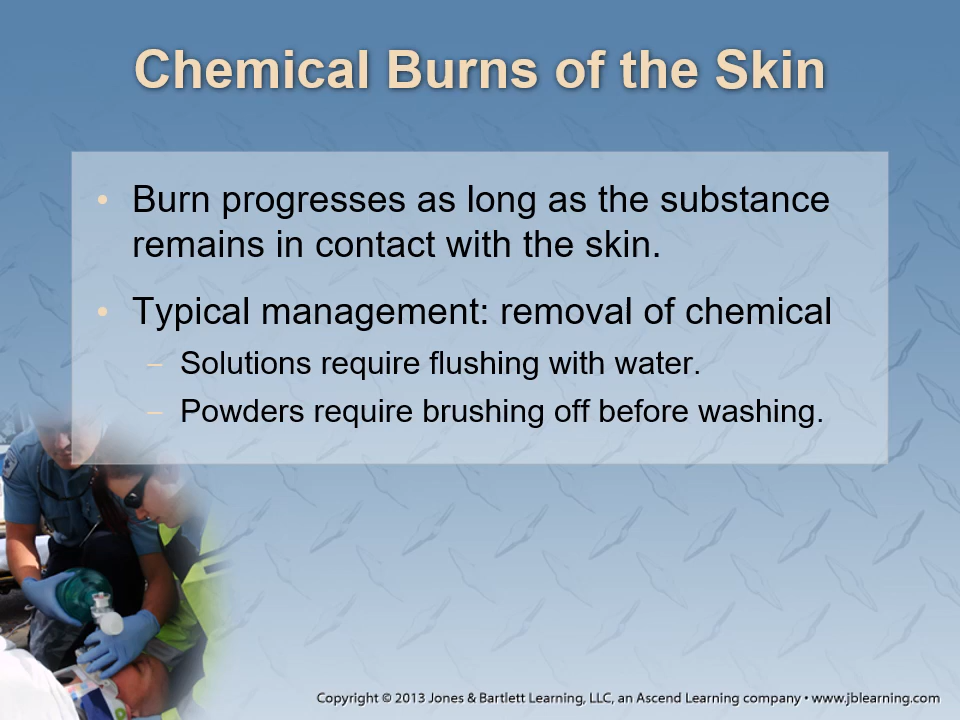 Chemical Burns of the Skin
• Burn progresses as long as the substance
remains in contact with the skin.
• Typical management: removal of chemical
– Solutions require flushing with water.
– Powders require brushing off before washing.
Copyright © 2013 Jones & Bartlett Learning, LLC, an Ascend Learning company • www.jblearning.com